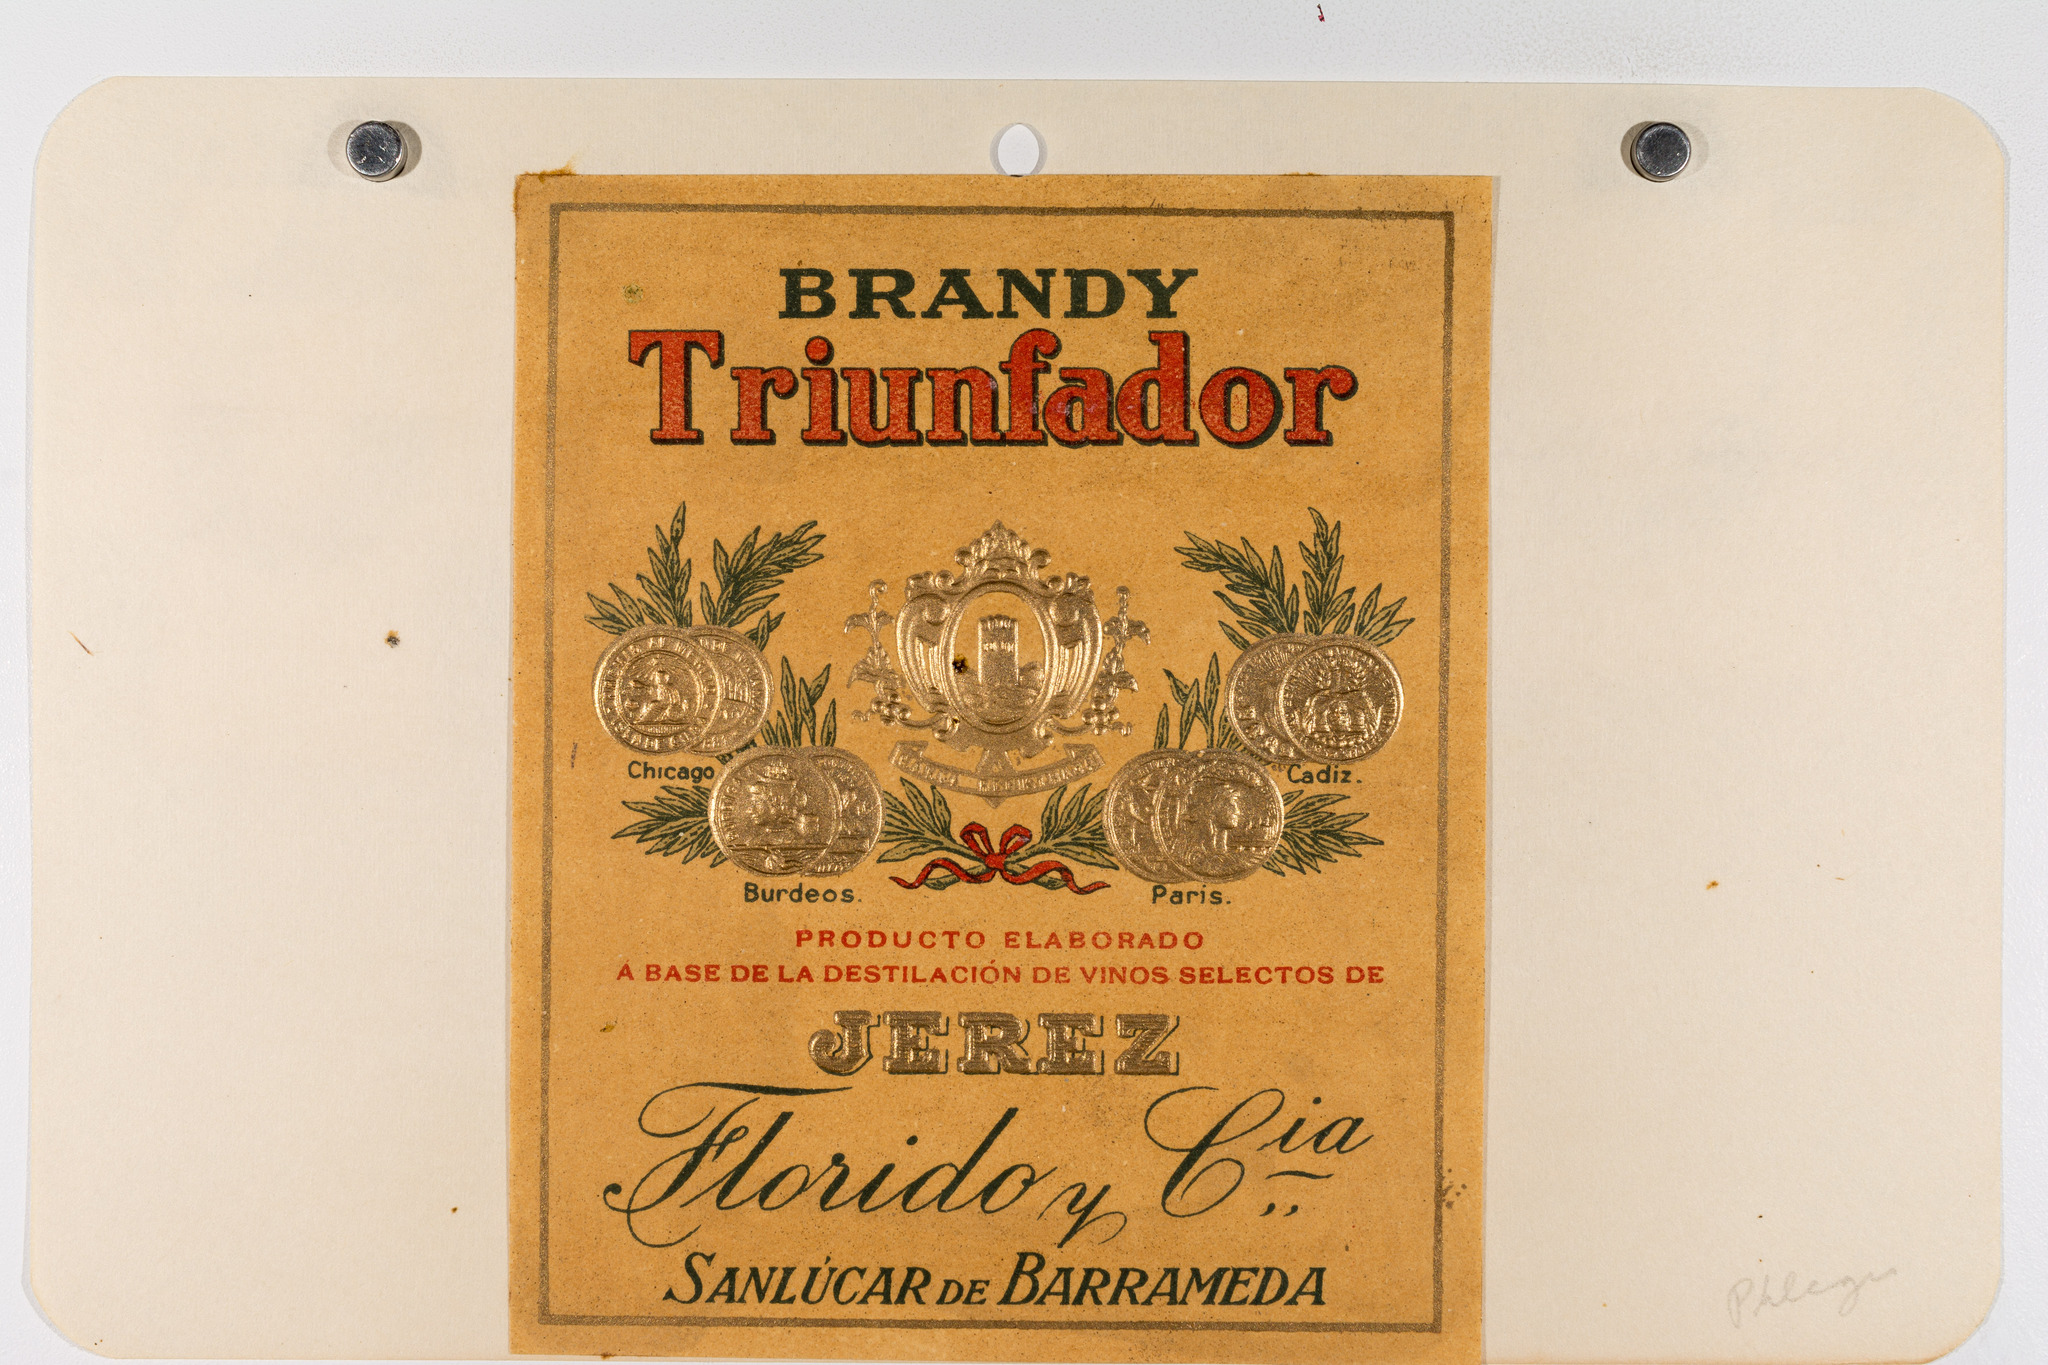 BRANDY
Triunfador
Chicago
Cadiz.
Burdeos.
Paris.
PRODUCTO ELABORADO
Á BASE DE LA DESTILACIÓN DE VINOS SELECTOS DE
JEREZ
Florido y Cia
SANLÚCAR DE BARRAMEDA